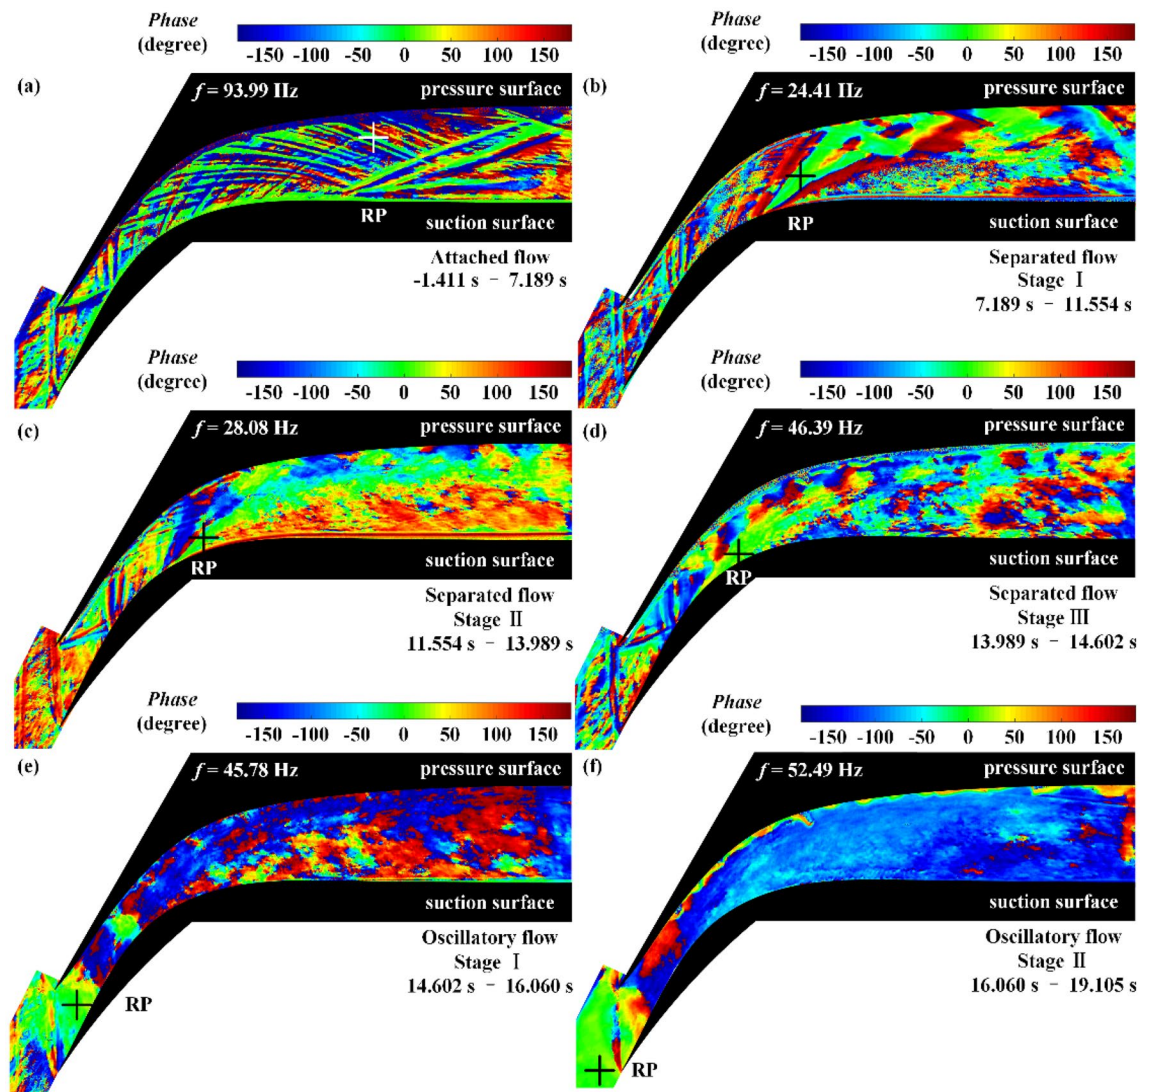 Phase
(degree)
-150 -100 -50 0 50 100 150
(a)
f = 93.99 Hz
pressure surface
RP
suction surface
Attached flow
-1.411 s - 7.189 s
Phase
(degree)
-150 -100 -50 0 50 100 150
(b)
f = 24.41 Hz
pressure surface
RP
suction surface
Separated flow
Stage Ⅰ
7.189 s - 11.554 s
Phase
(degree)
-150 -100 -50 0 50 100 150
(c)
f = 28.08 Hz
pressure surface
RP
suction surface
Separated flow
Stage Ⅱ
11.554 s - 13.989 s
Phase
(degree)
-150 -100 -50 0 50 100 150
(d)
f = 46.39 Hz
pressure surface
RP
suction surface
Separated flow
Stage Ⅲ
13.989 s - 14.602 s
Phase
(degree)
-150 -100 -50 0 50 100 150
(e)
f = 45.78 Hz
pressure surface
suction surface
Oscillatory flow
Stage Ⅰ
14.602 s - 16.060 s
RP
Phase
(degree)
-150 -100 -50 0 50 100 150
(f)
f = 52.49 Hz
pressure surface
suction surface
Oscillatory flow
Stage Ⅱ
16.060 s - 19.105 s
RP